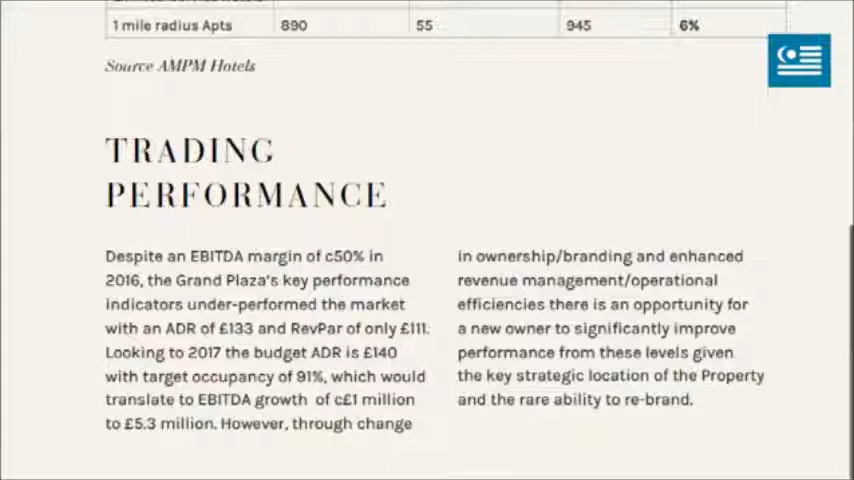 1 mile radius Apts 890 55 945 6%
Source AMPM Hotels
TRADING
PERFORMANCE
Despite an EBITDA margin of c50% in
2016, the Grand Plaza's key performance
indicators under-performed the market
with an ADR of £133 and RevPar of only £111.
Looking to 2017 the budget ADR is £140
with target occupancy of 91%, which would
translate to EBITDA growth of c£1 million
to £5.3 million. However, through change
in ownership/branding and enhanced
revenue management/operational
efficiencies there is an opportunity for
a new owner to significantly improve
performance from these levels given
the key strategic location of the Property
and the rare ability to re-brand.